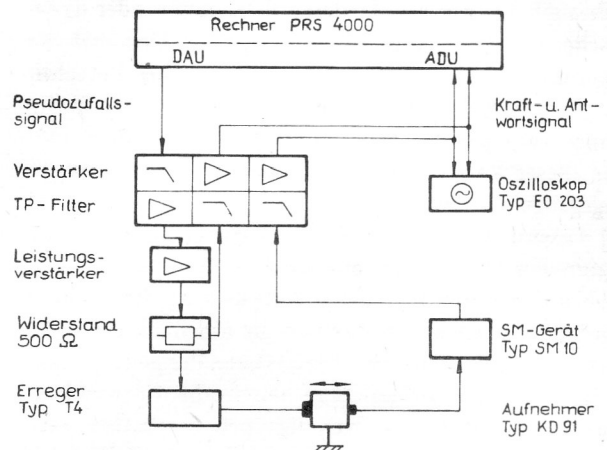 Rechner PRS 4000
DAU
ADU
Pseudozufalls-
signal
Kraft- u. Ant-
wortsignal
Verstärker
TP-Filter
Oszilloskop
Typ EO 203
Leistungs-
verstärker
Widerstand
500 Ω
SM-Gerät
Typ SM 10
Erreger
Typ T4
Aufnehmer
Typ KD 91